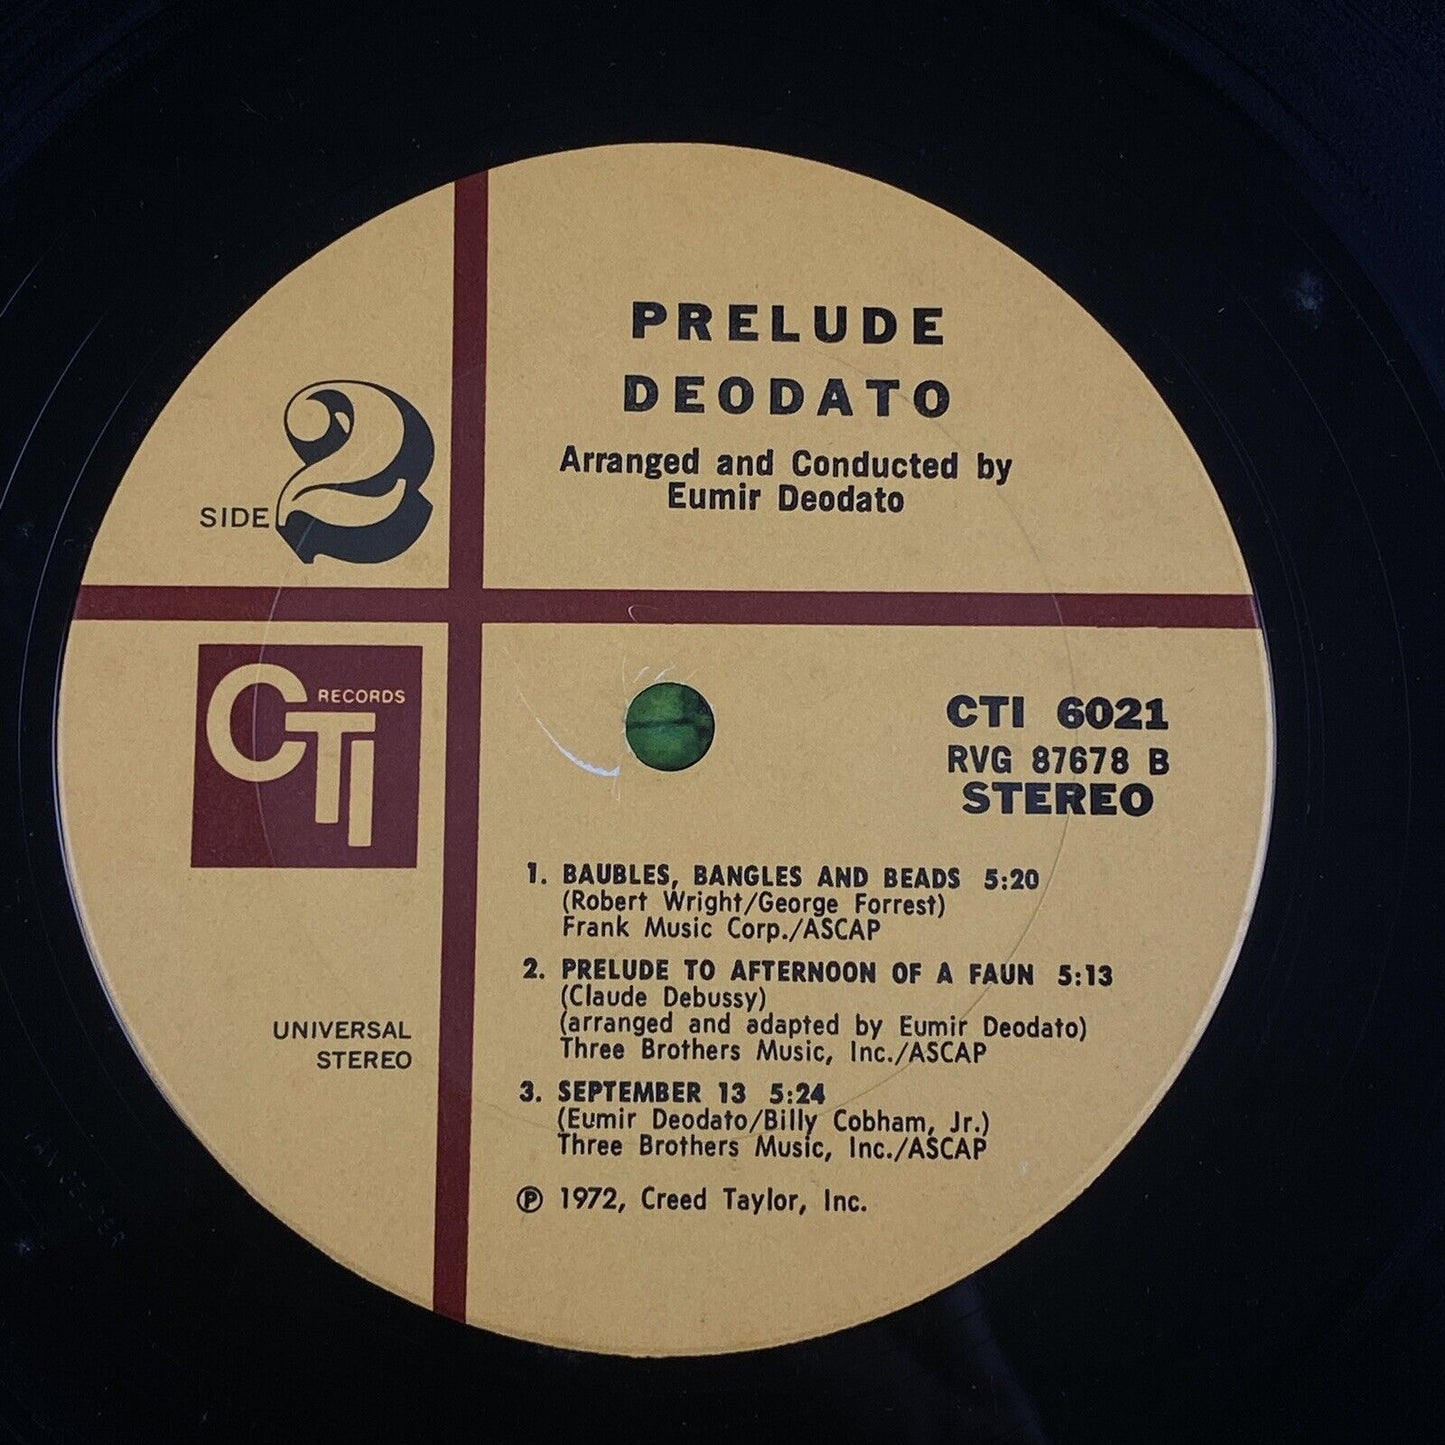 PRELUDE
DEODATO
Arranged and Conducted by
Eumir Deodato
SIDE 2
CTI RECORDS
CTI 6021
RVG 87678 B
STEREO
UNIVERSAL
STEREO
1. BAUBLES, BANGLES AND BEADS 5:20
(Robert Wright/George Forrest)
Frank Music Corp./ASCAP
2. PRELUDE TO AFTERNOON OF A FAUN 5:13
(Claude Debussy)
(arranged and adapted by Eumir Deodato)
Three Brothers Music, Inc./ASCAP
3. SEPTEMBER 13 5:24
(Eumir Deodato/Billy Cobham, Jr.)
Three Brothers Music, Inc./ASCAP
℗ 1972, Creed Taylor, Inc.